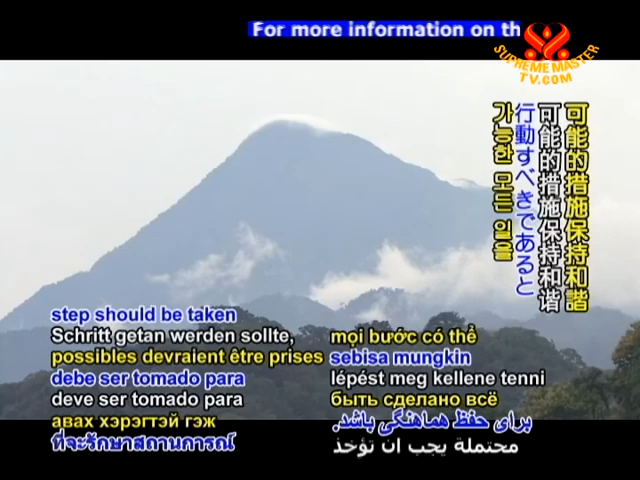 For more information on th
SUPREME MASTER
TV.COM
可能的措施保持和諧
可能的措施保持和谐
行動すべきであると
가능한 모든 일을
step should be taken
Schritt getan werden sollte,
possibles devraient être prises
debe ser tomado para
deve ser tomado para
авах хэрэгтэй гэж
ที่จะรักษาสถานการณ์
mọi bước có thể
sebisa mungkin
lépést meg kellene tenni
быть сделано всё
برای حفظ هماهنگی باشد.
محتملة يجب ان تؤخذ